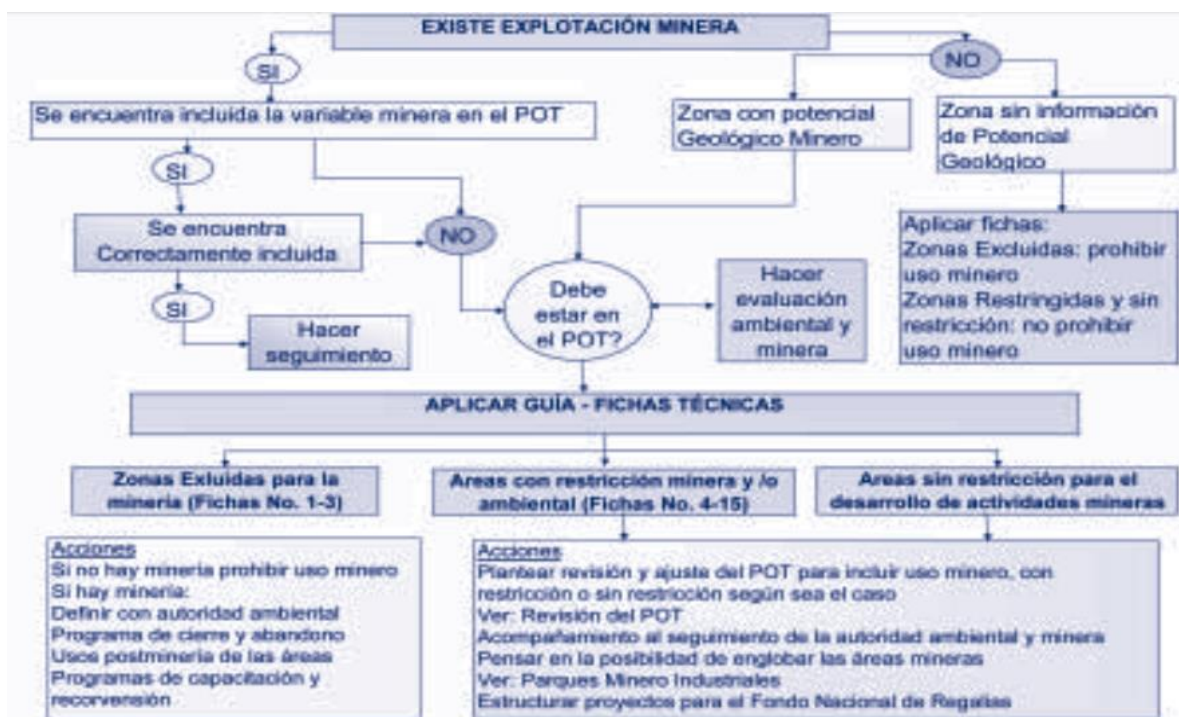 EXISTE EXPLOTACIÓN MINERA
SI
NO
Se encuentra incluida la variable minera en el POT
Zona con potencial
Geológico Minero
Zona sin información
de Potencial
Geológico
SI
Se encuentra
Correctamente incluida
NO
SI
Hacer
seguimiento
Debe
estar en
el POT?
Hacer
evaluación
ambiental y
minera
Aplicar fichas:
Zonas Excluidas: prohibir
uso minero
Zonas Restringidas y sin
restricción: no prohibir
uso minero
APLICAR GUÍA - FICHAS TÉCNICAS
Zonas Exluidas para la
minería (Fichas No. 1-3)
Areas con restricción minera y /o
ambiental (Fichas No. 4-15)
Areas sin restricción para el
desarrollo de actividades mineras
Acciones
Si no hay minería prohibir uso minero
Si hay minería:
Definir con autoridad ambiental
Programa de cierre y abandono
Usos postminería de las áreas
Programas de capacitación y
recorvensión
Acciones
Plantear revisión y ajuste del POT para incluir uso minero, con
restricción o sin restricción según sea el caso
Ver: Revisión del POT
Acompañamiento al seguimiento de la autoridad ambiental y minera
Pensar en la posibilidad de englobar las áreas mineras
Ver: Parques Minero Industriales
Estructurar proyectos para el Fondo Nacional de Regalías